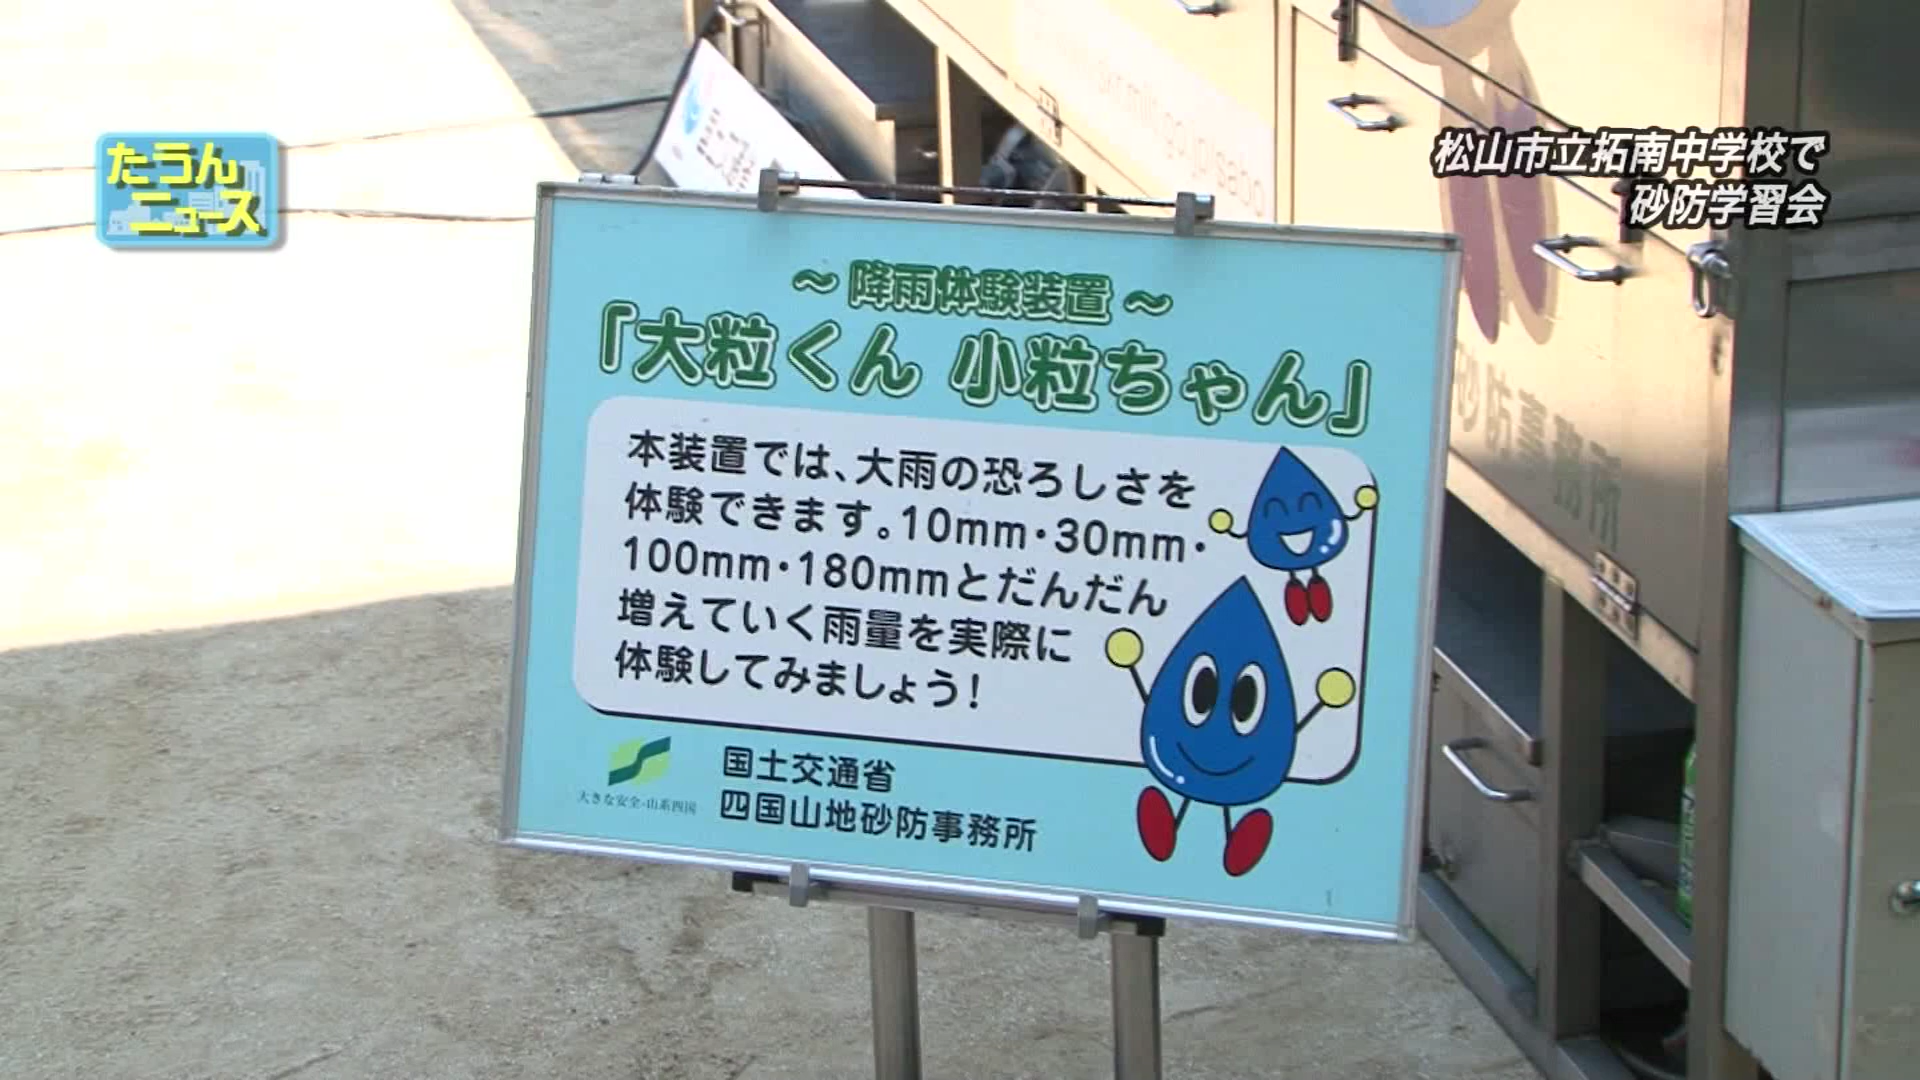 たうん
ニュース
松山市立拓南中学校で
砂防学習会
～降雨体験装置～
「大粒くん 小粒ちゃん」
本装置では、大雨の恐ろしさを
体験できます。10mm・30mm・
100mm・180mmとだんだん
増えていく雨量を実際に
体験してみましょう!
大きな安全-山系四国
国土交通省
四国山地砂防事務所
砂防事務所